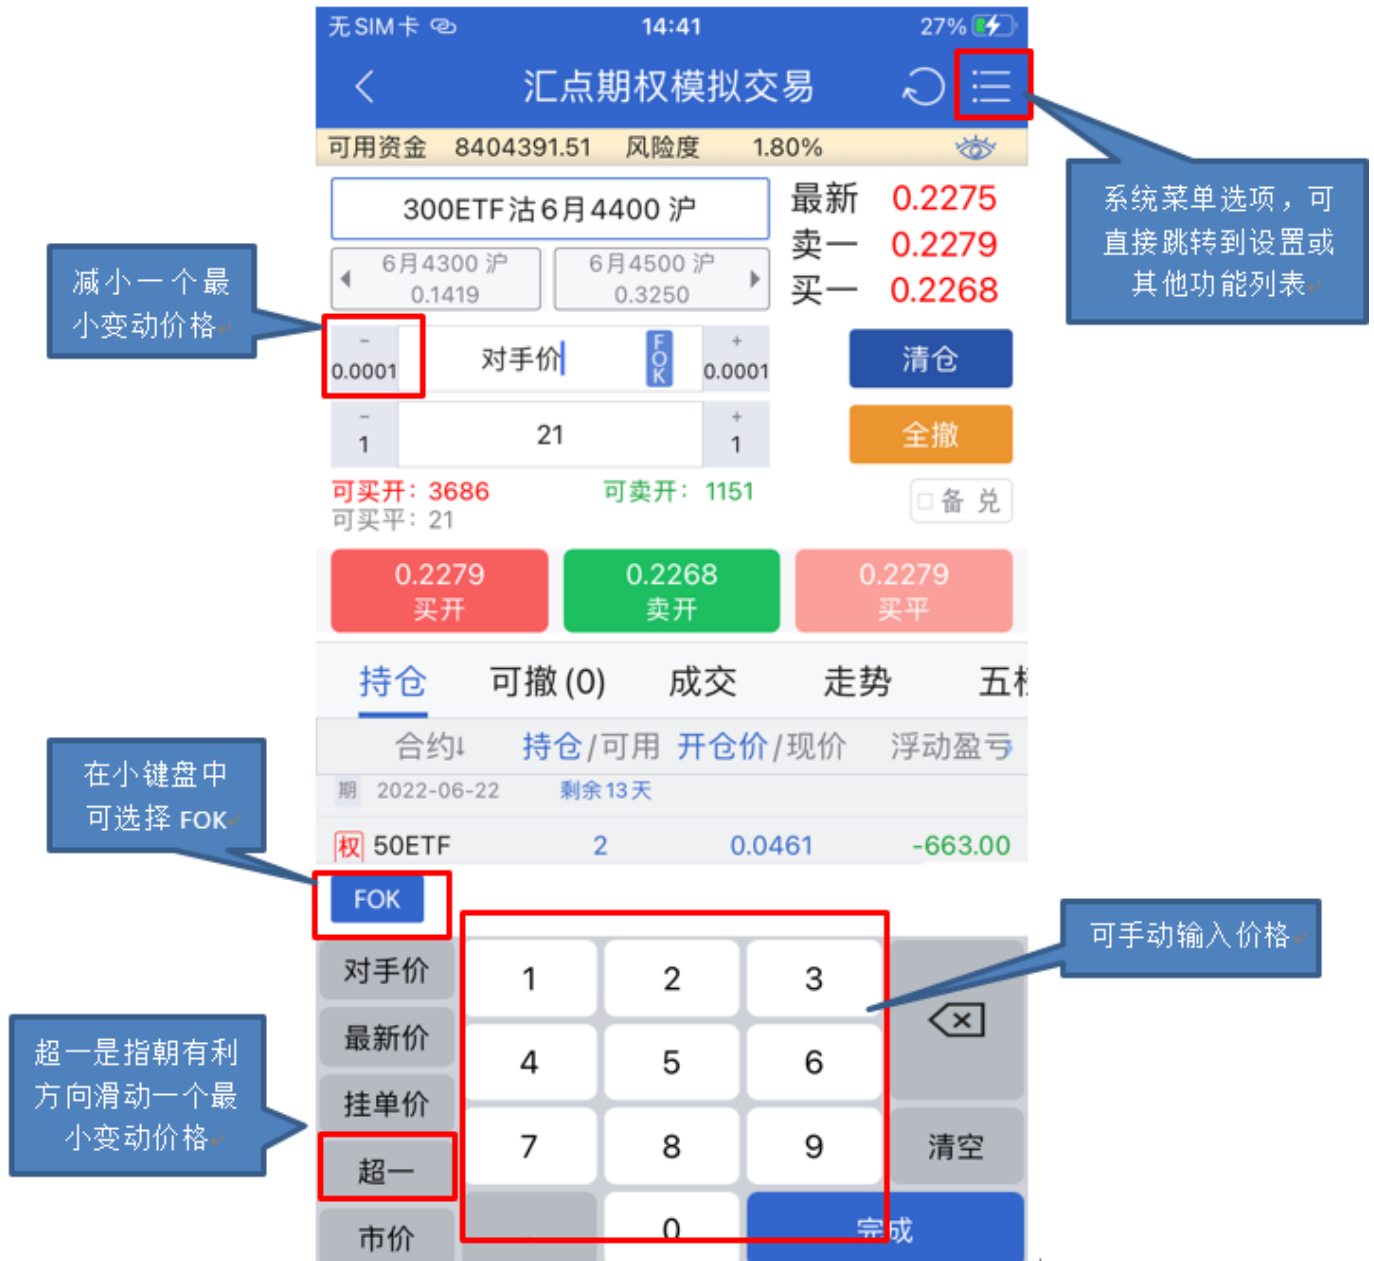 无SIM卡 14:41 27%
汇点期权模拟交易
可用资金 8404391.51 风险度 1.80%
300ETF沽6月4400 沪
最新 0.2275
卖一 0.2279
买一 0.2268
6月4300 沪
0.1419
6月4500 沪
0.3250
系统菜单选项，可
直接跳转到设置或
其他功能列表
减小一个最
小变动价格
－
0.0001
对手价
FOK
+
0.0001
清仓
－
1
21
+
1
全撤
可买开：3686 可卖开：1151
可买平：21
备 兑
0.2279
买开
0.2268
卖开
0.2279
买平
持仓 可撤(0) 成交 走势 五
合约 持仓/可用 开仓价/现价 浮动盈亏
期 2022-06-22 剩余13天
权 50ETF 2 0.0461 -663.00
在小键盘中
可选择 FOK
FOK
可手动输入价格
对手价 1 2 3
最新价 4 5 6
挂单价
超一 7 8 9 清空
市价 0 完成
超一是指朝有利
方向滑动一个最
小变动价格